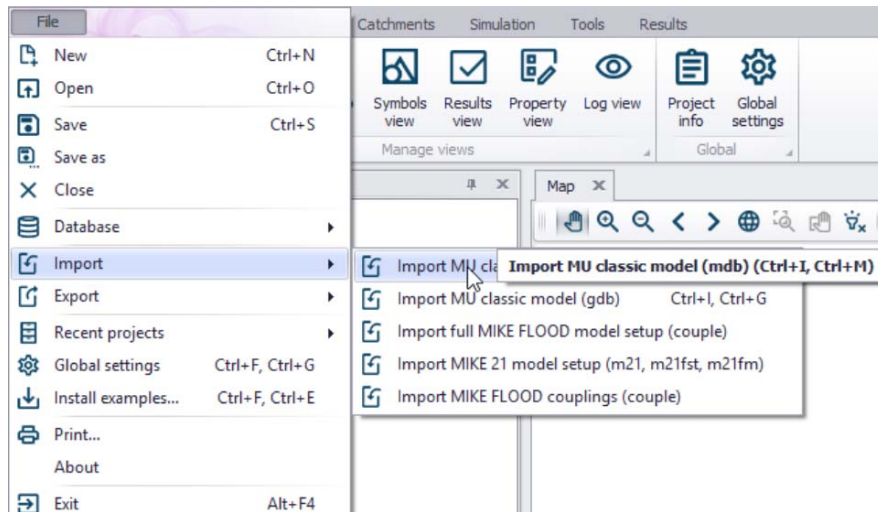 File
Catchments Simulation Tools Results
New Ctrl+N
Open Ctrl+O
Save Ctrl+S
Save as
Close
Database
Import
Export
Recent projects
Global settings Ctrl+F, Ctrl+G
Install examples... Ctrl+F, Ctrl+E
Print...
About
Exit Alt+F4
Symbols view
Results view
Property view
Log view
Project info
Global settings
Manage views
Global
Map
Import MU cla
Import MU classic model (mdb) (Ctrl+I, Ctrl+M)
Import MU classic model (gdb) Ctrl+I, Ctrl+G
Import full MIKE FLOOD model setup (couple)
Import MIKE 21 model setup (m21, m21fst, m21fm)
Import MIKE FLOOD couplings (couple)